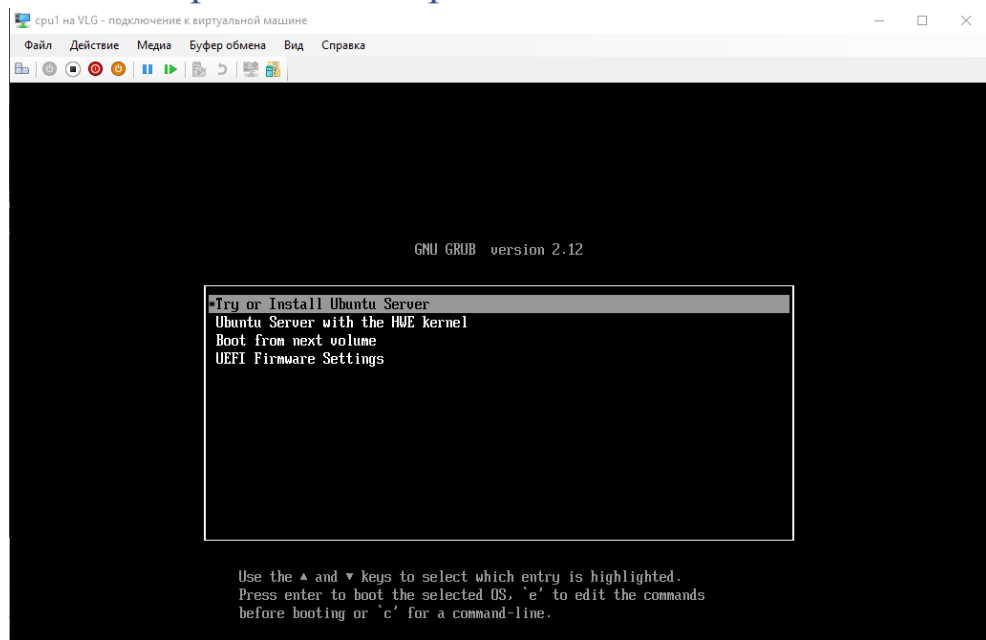 cpu1 на VLG - подключение к виртуальной машине
Файл Действие Медиа Буфер обмена Вид Справка
GNU GRUB version 2.12
*Try or Install Ubuntu Server
Ubuntu Server with the HWE kernel
Boot from next volume
UEFI Firmware Settings
Use the ▲ and ▼ keys to select which entry is highlighted.
Press enter to boot the selected OS, `e' to edit the commands
before booting or `c' for a command-line.